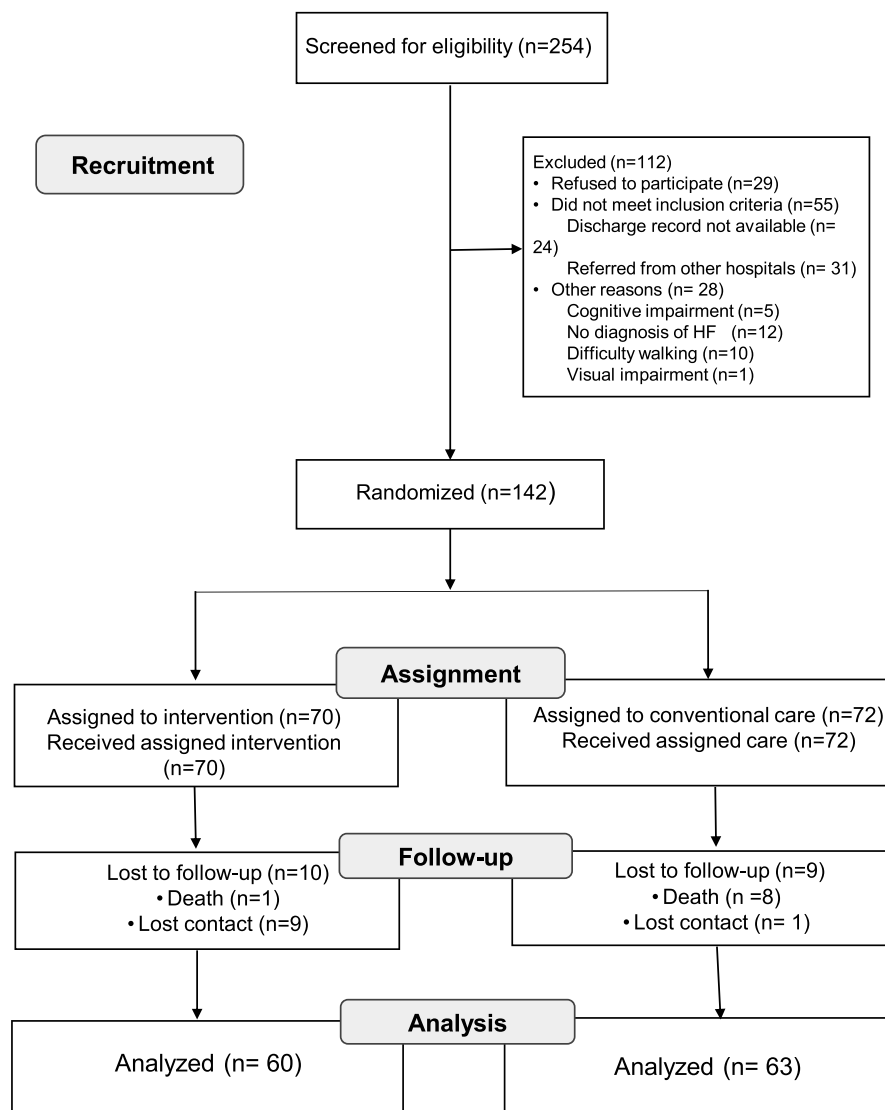 Screened for eligibility (n=254)
Recruitment
Excluded (n=112)
• Refused to participate (n=29)
• Did not meet inclusion criteria (n=55)
Discharge record not available (n=
24)
Referred from other hospitals (n= 31)
• Other reasons (n= 28)
Cognitive impairment (n=5)
No diagnosis of HF (n=12)
Difficulty walking (n=10)
Visual impairment (n=1)
Randomized (n=142)
Assignment
Assigned to intervention (n=70)
Received assigned intervention
(n=70)
Assigned to conventional care (n=72)
Received assigned care (n=72)
Follow-up
Lost to follow-up (n=10)
• Death (n=1)
• Lost contact (n=9)
Lost to follow-up (n=9)
• Death (n =8)
• Lost contact (n= 1)
Analysis
Analyzed (n= 60)
Analyzed (n= 63)